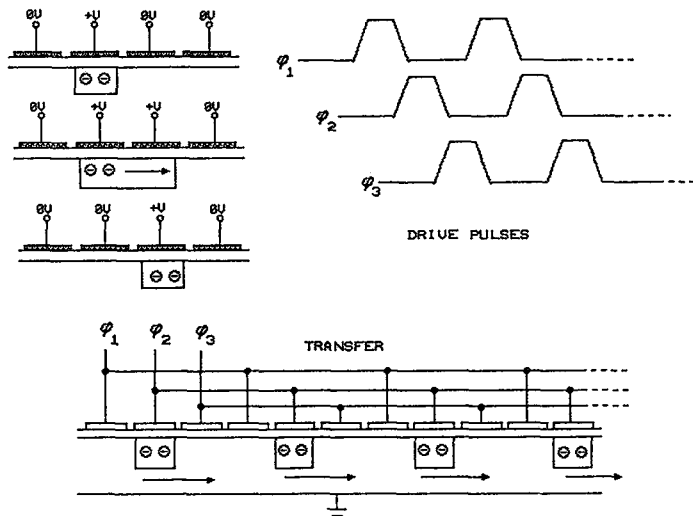 0V +V 0V 0V
0V +V +V 0V
⊖ ⊖
⊖ ⊖
0V 0V +V 0V
⊖ ⊖
φ1
φ2
φ3
DRIVE PULSES
φ1 φ2 φ3
TRANSFER
⊖ ⊖ ⊖ ⊖ ⊖ ⊖ ⊖ ⊖